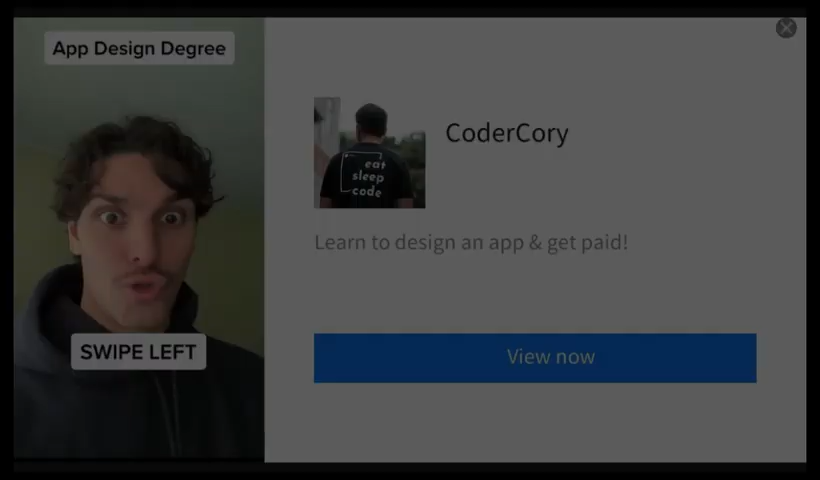 App Design Degree
SWIPE LEFT
CoderCory
eat
sleep
code
Learn to design an app & get paid!
View now